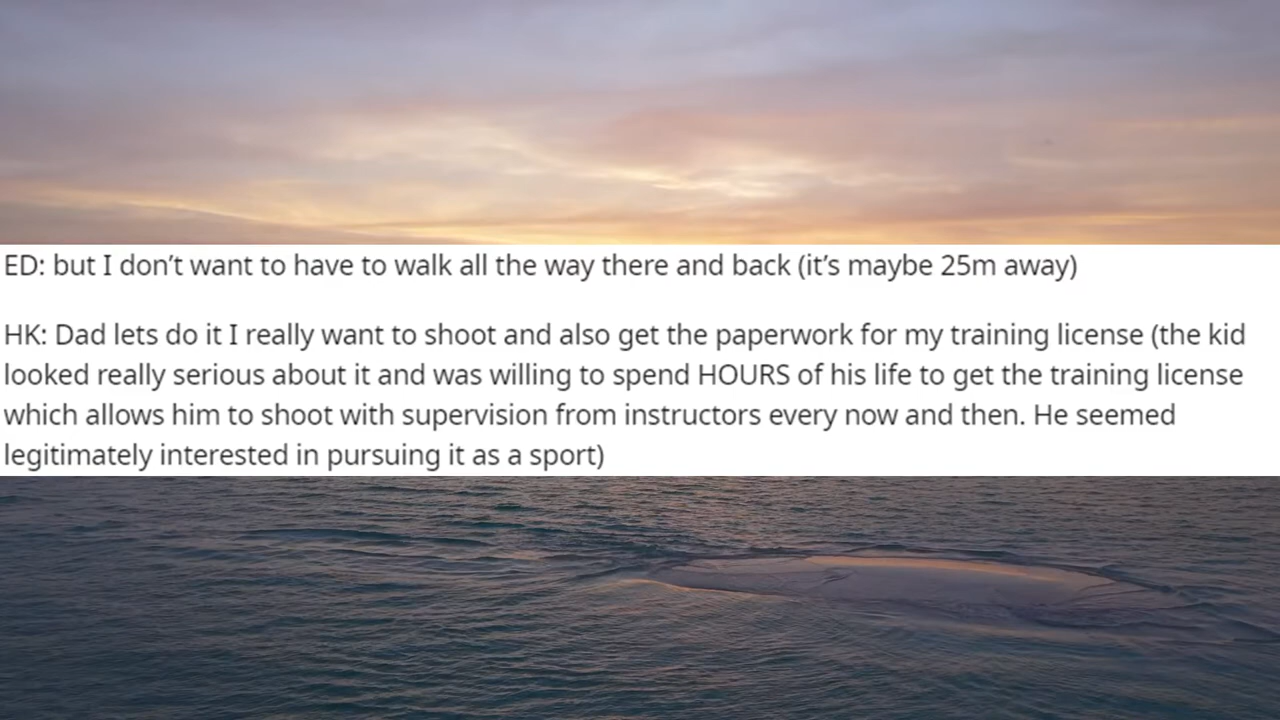 ED: but I don’t want to have to walk all the way there and back (it’s maybe 25m away)
HK: Dad lets do it I really want to shoot and also get the paperwork for my training license (the kid
looked really serious about it and was willing to spend HOURS of his life to get the training license
which allows him to shoot with supervision from instructors every now and then. He seemed
legitimately interested in pursuing it as a sport)